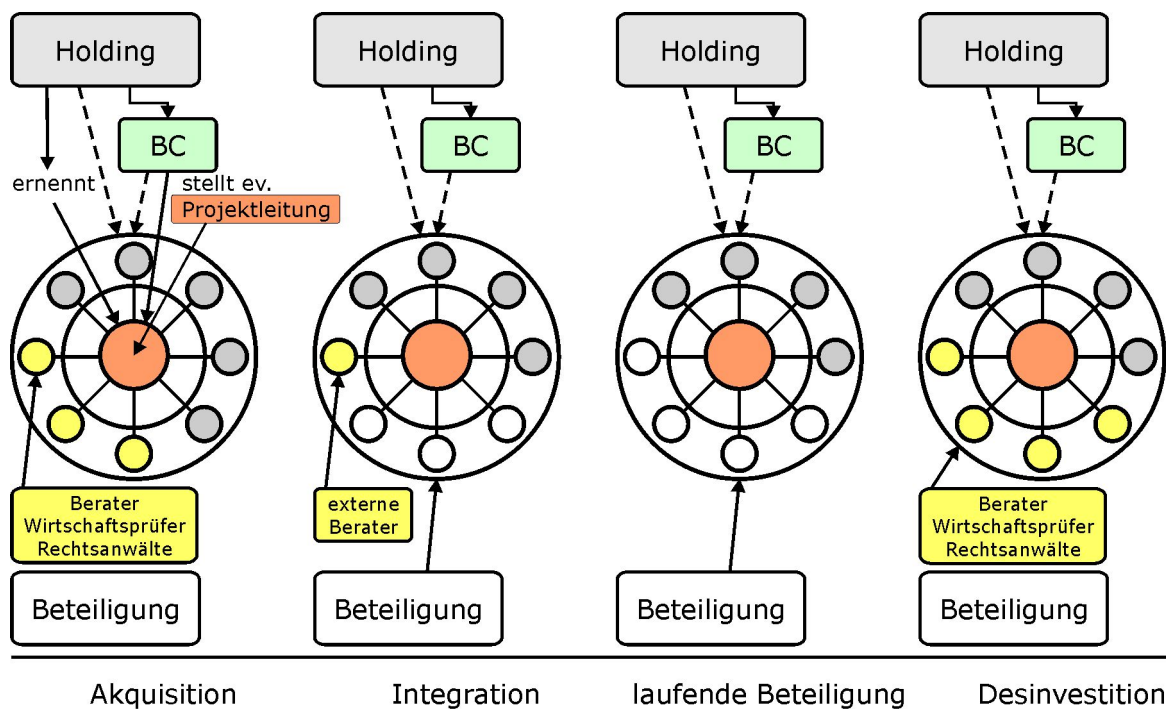 Holding
Holding
Holding
Holding
BC
BC
BC
BC
ernennt
stellt ev.
Projektleitung
Berater
Wirtschaftsprüfer
Rechtsanwälte
externe
Berater
Berater
Wirtschaftsprüfer
Rechtsanwälte
Beteiligung
Beteiligung
Beteiligung
Beteiligung
Akquisition
Integration
laufende Beteiligung
Desinvestition